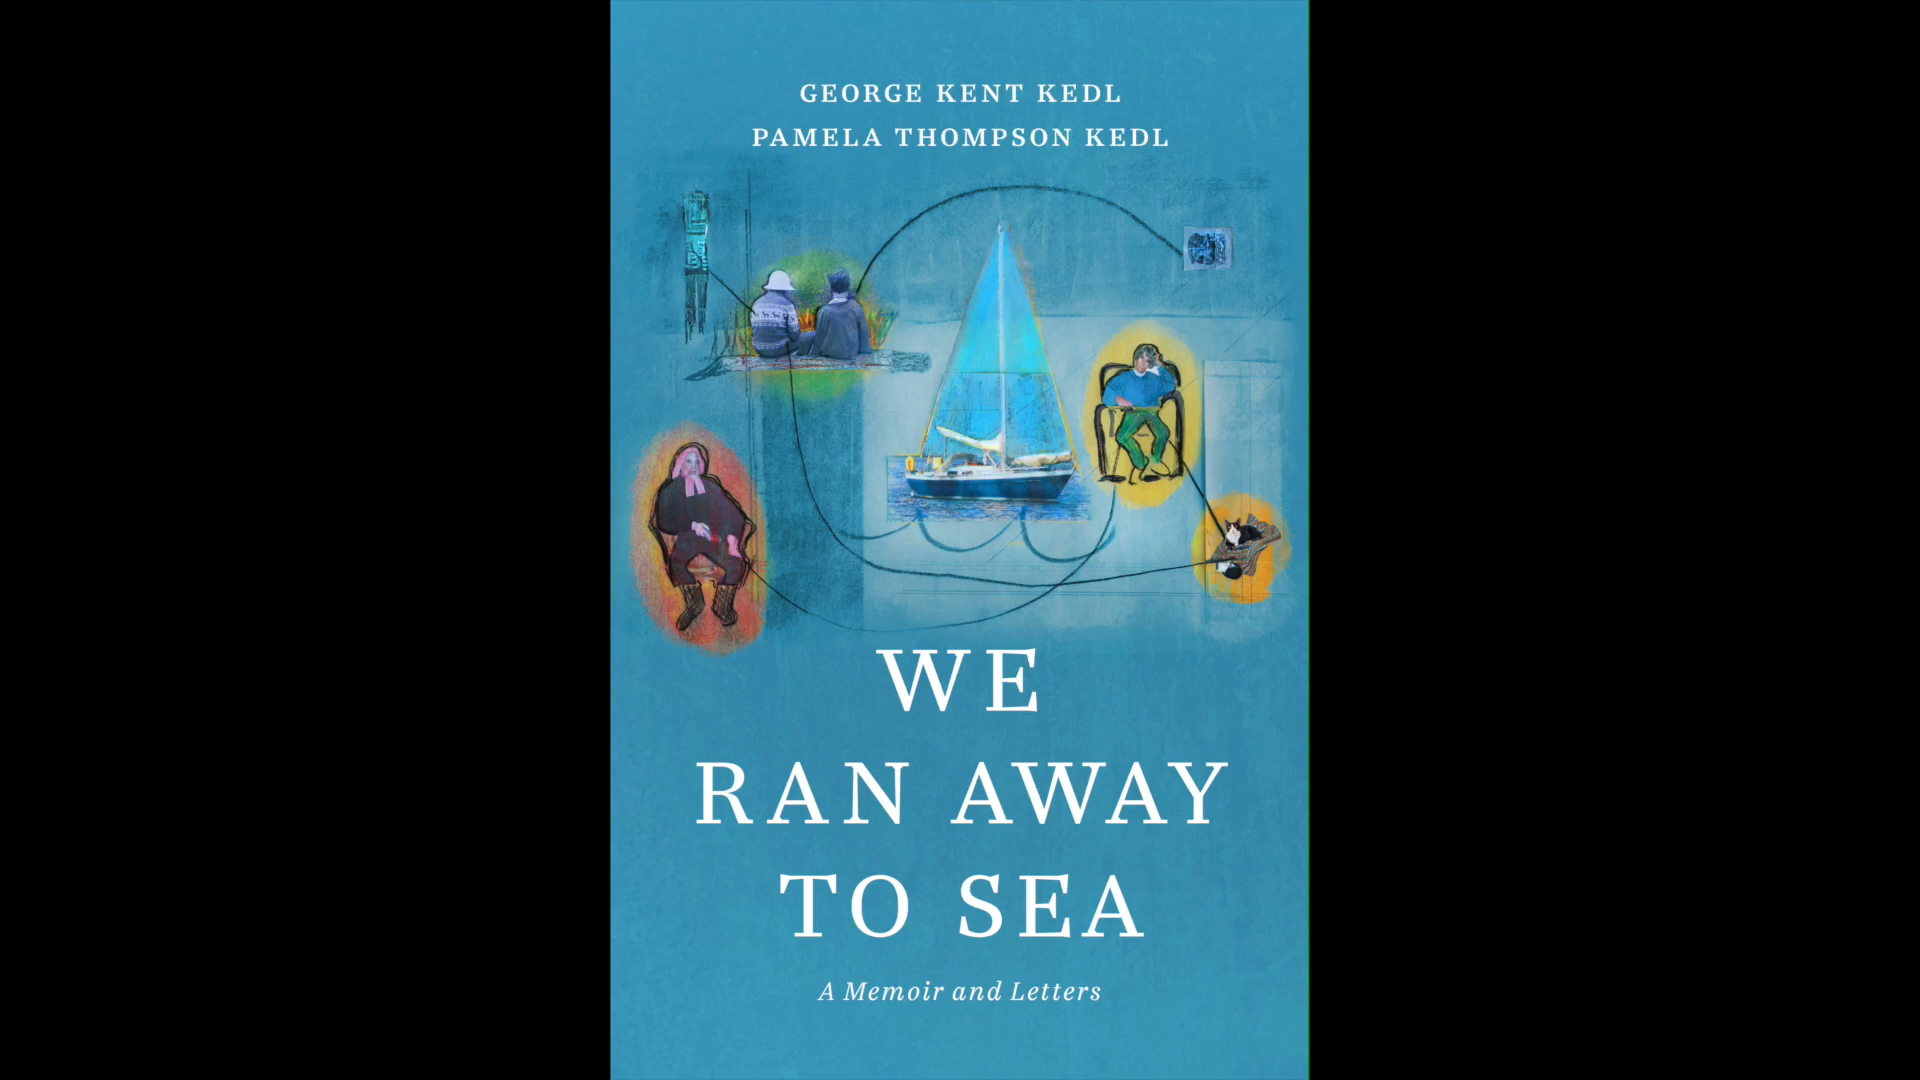 GEORGE KENT KEDL
PAMELA THOMPSON KEDL
WE
RAN AWAY
TO SEA
A Memoir and Letters